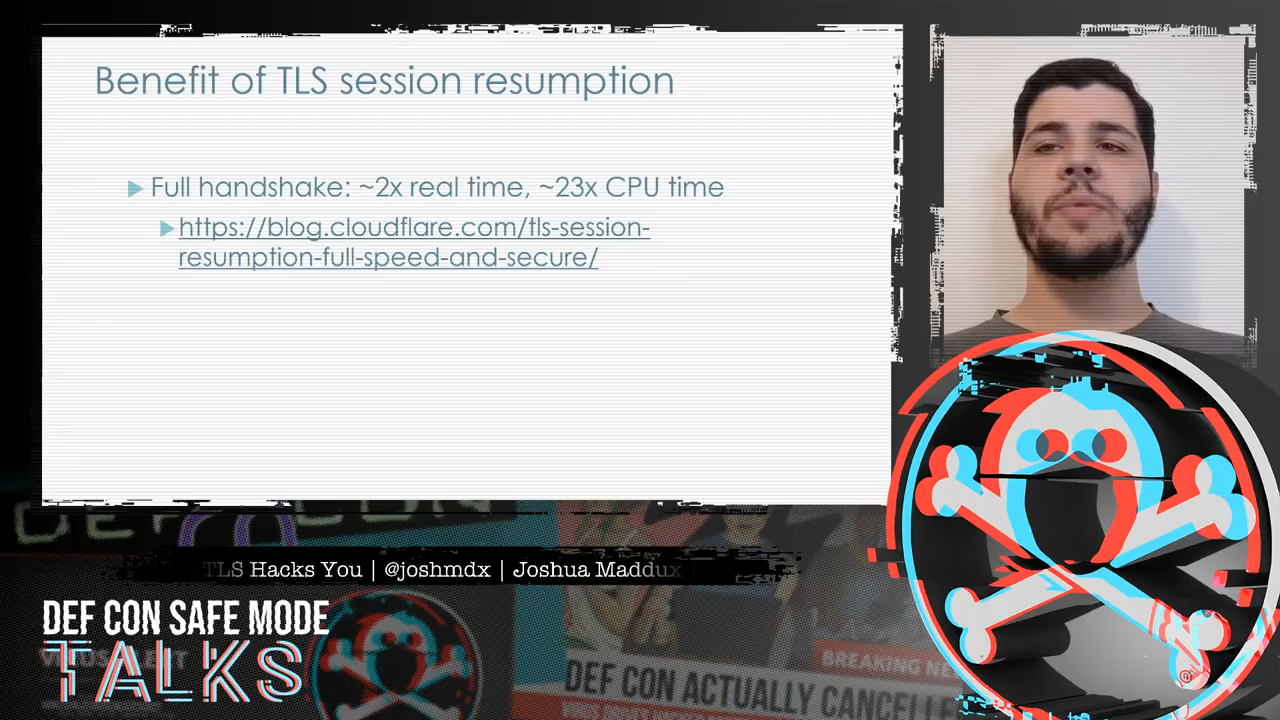 Benefit of TLS session resumption
Full handshake: ~2x real time, ~23x CPU time
https://blog.cloudflare.com/tls-session-
resumption-full-speed-and-secure/
DEF CON
TLS Hacks You | @joshmdx | Joshua Maddux
DEF CON SAFE MODE
TALKS
BREAKING NE
DEF CON ACTUALLY CANCELLE